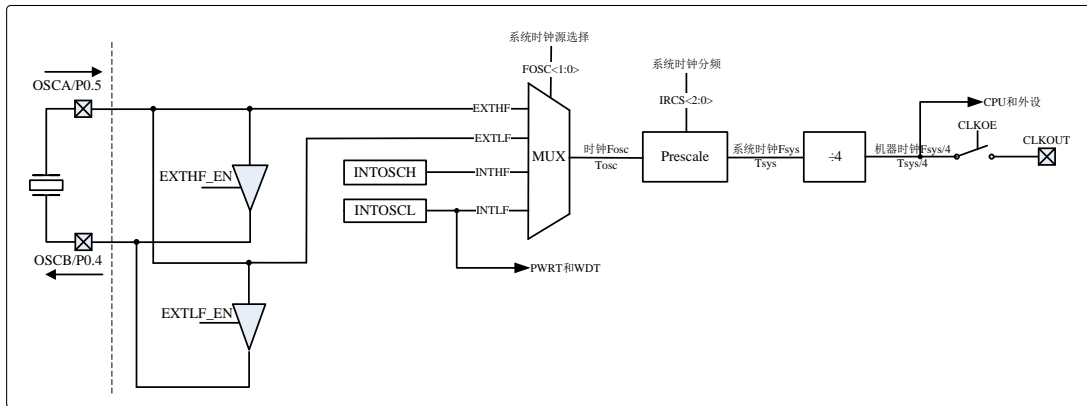 系统时钟源选择
FOSC<1:0>
系统时钟分频
IRCS<2:0>
OSCA/P0.5
EXTHF
EXTLF
INTHF
INTLF
MUX
时钟Fosc
Tosc
Prescale
系统时钟Fsys
Tsys
÷4
机器时钟Fsys/4
Tsys/4
CPU和外设
CLKOE
CLKOUT
EXTHF_EN
INTOSCH
INTOSCL
OSCB/P0.4
PWRT和WDT
EXTLF_EN